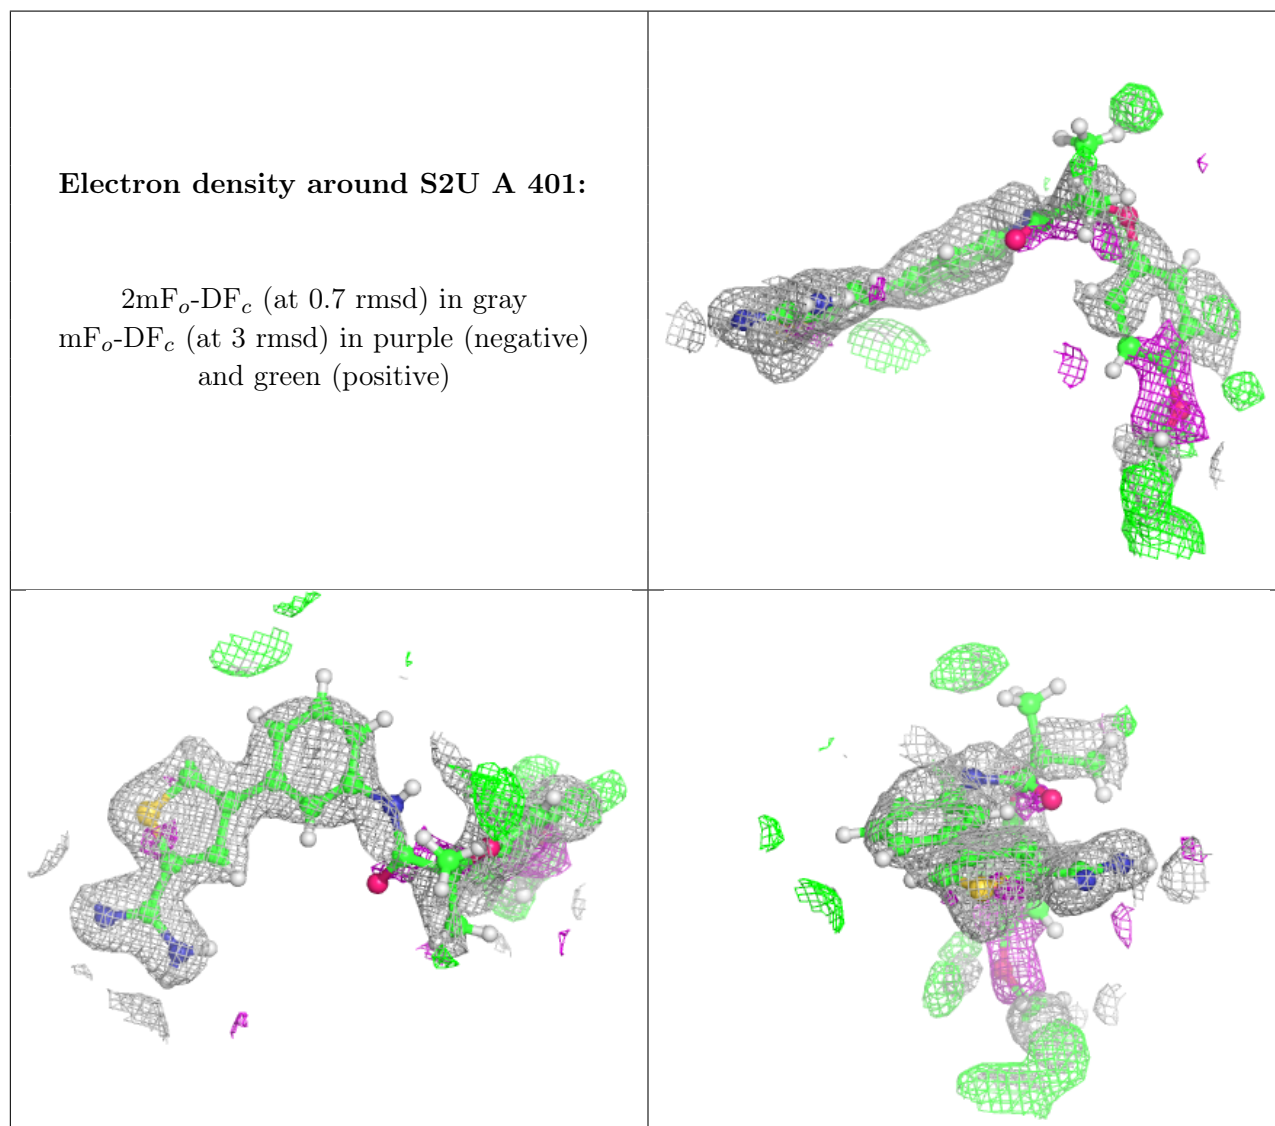 Electron density around S2U A 401:
2mFo-DFc (at 0.7 rmsd) in gray
mFo-DFc (at 3 rmsd) in purple (negative)
and green (positive)